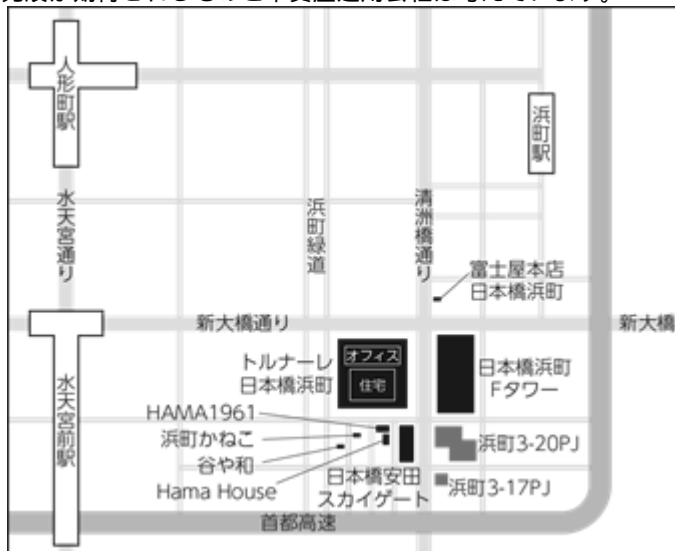 人形町駅
浜町駅
水天宮通り
浜町緑道
清洲橋通り
富士屋本店
日本橋浜町
新大橋通り
新大橋
トルナーレ
日本橋浜町
オフィス
住宅
日本橋浜町
Fタワー
水天宮前駅
HAMA1961
浜町かねこ
谷や和
Hama House
日本橋安田
スカイゲート
浜町3-20PJ
浜町3-17PJ
首都高速